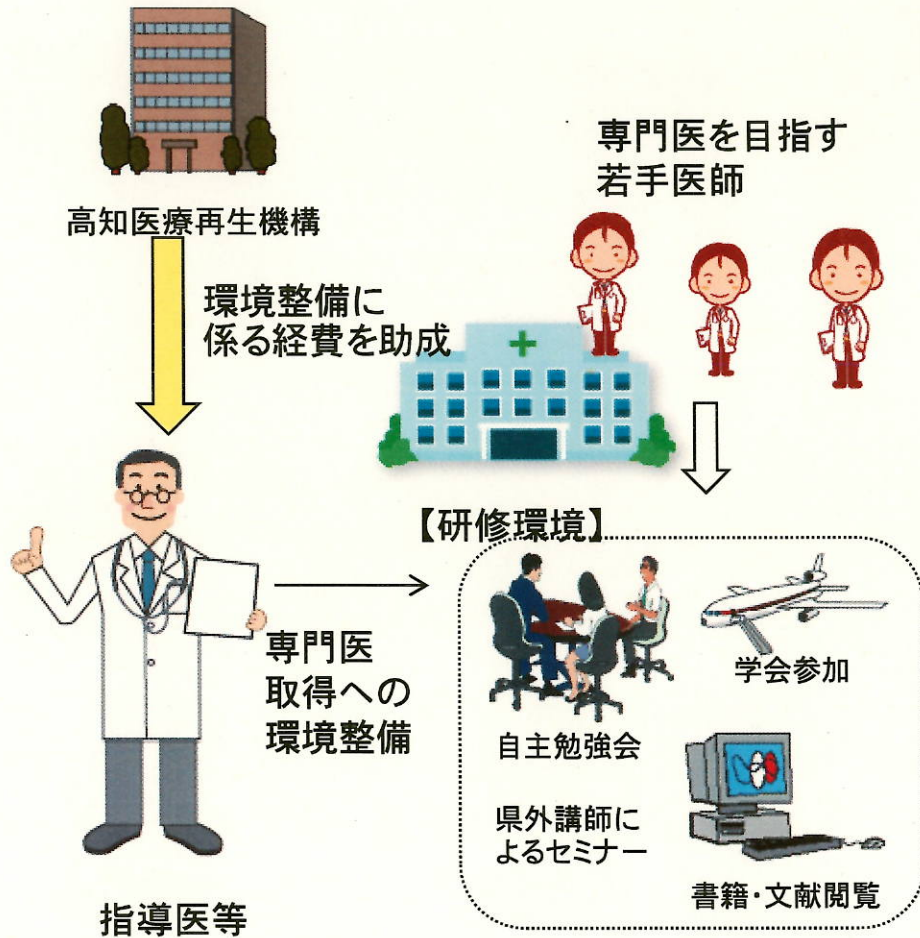 高知医療再生機構
環境整備に
係る経費を助成
専門医を目指す
若手医師
【研修環境】
専門医
取得への
環境整備
指導医等
自主勉強会
学会参加
県外講師に
よるセミナー
書籍・文献閲覧